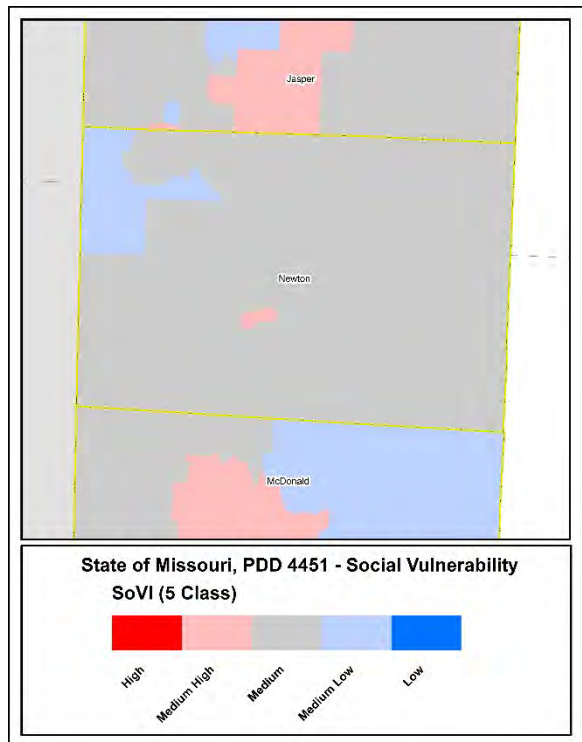 Jasper
Newton
McDonald
State of Missouri, PDD 4451 - Social Vulnerability
SoVI (5 Class)
High
Medium High
Medium
Medium Low
Low